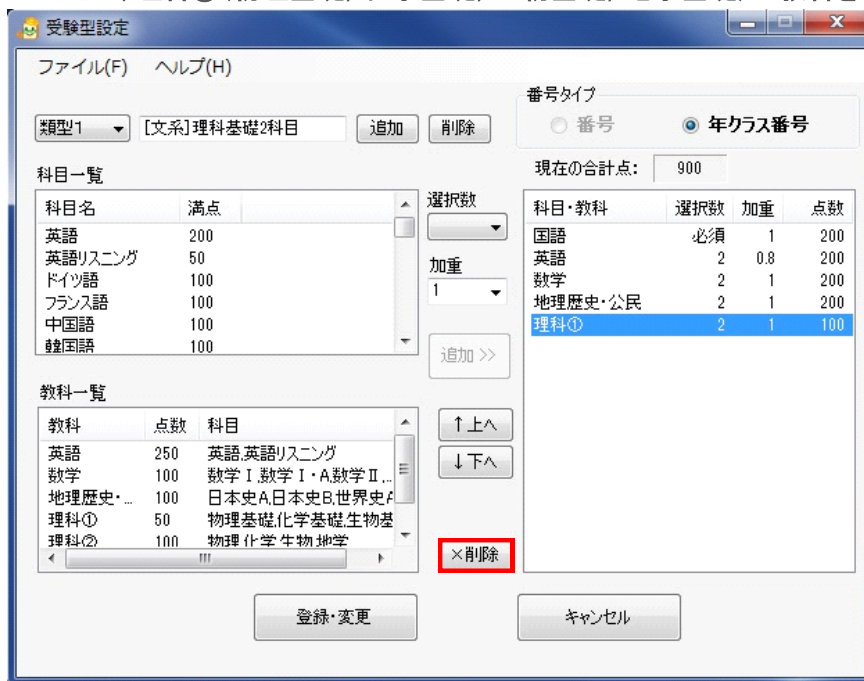 受験型設定
ファイル(F) ヘルプ(H)
番号タイプ
類型1 [文系]理科基礎2科目 追加 削除 番号 年クラス番号
現在の合計点: 900
科目一覧
科目名 満点
英語 200
英語リスニング 50
ドイツ語 100
フランス語 100
中国語 100
韓国語 100
選択数
加重
1
追加 >>
科目・教科 選択数 加重 点数
国語 必須 1 200
英語 2 0.8 200
数学 2 1 200
地理歴史・公民 2 1 200
理科① 2 1 100
教科一覧
教科 点数 科目
英語 250 英語,英語リスニング
数学 100 数学Ⅰ,数学Ⅰ・A,数学Ⅱ,...
地理歴史・... 100 日本史A,日本史B,世界史A
理科① 50 物理基礎,化学基礎,生物基
理科② 100 物理,化学,生物,地学
↑上へ
↓下へ
×削除
登録・変更 キャンセル